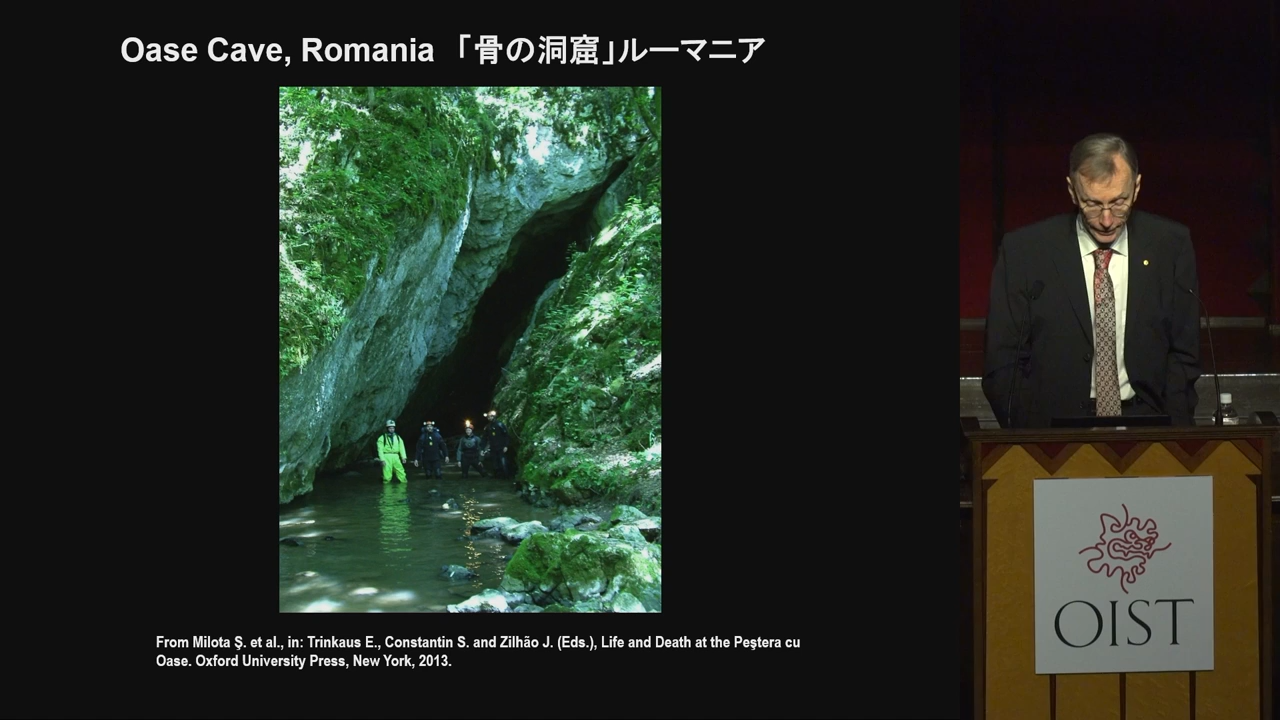 Oase Cave, Romania 「骨の洞窟」ルーマニア
From Milota Ş. et al., in: Trinkaus E., Constantin S. and Zilhão J. (Eds.), Life and Death at the Peştera cu
Oase. Oxford University Press, New York, 2013.
OIST